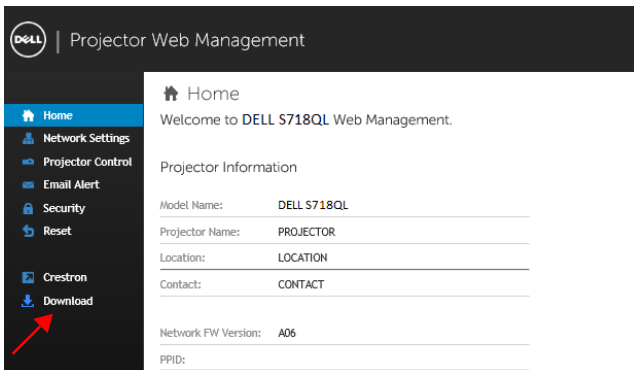 DELL | Projector Web Management
Home
Network Settings
Projector Control
Email Alert
Security
Reset
Crestron
Download
Home
Welcome to DELL S718QL Web Management.
Projector Information
Model Name: DELL S718QL
Projector Name: PROJECTOR
Location: LOCATION
Contact: CONTACT
Network FW Version: A06
PPID: